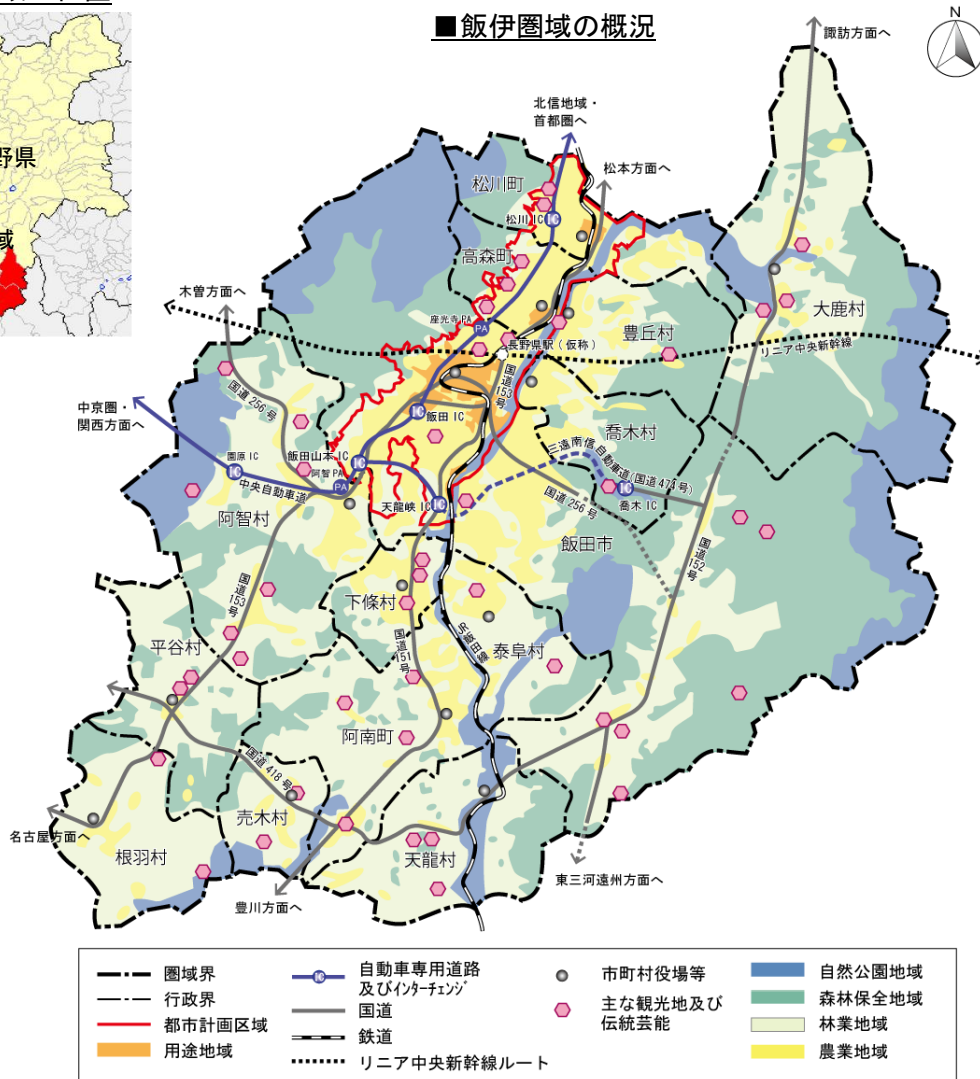 ■飯伊圏域の概況
N
野県
域
諏訪方面へ
北信地域・
首都圏へ
松本方面へ
松川町
松川 IC
IC
高森町
木曽方面へ
座光寺 PA
PA
大鹿村
豊丘村
長野県駅（仮称）
リニア中央新幹線
国道153号
国道 256 号
中京圏・
関西方面へ
IC
飯田 IC
喬木村
園原 IC
IC
飯田山本 IC
IC
阿智 PA
PA
中央自動車道
三遠南信自動車道(国道 474 号)
IC
喬木 IC
天龍峡 IC
IC
国道 256 号
阿智村
飯田市
国道152号
国道153号
下條村
国道151号
JR飯田線
泰阜村
平谷村
阿南町
国道 418 号
売木村
名古屋方面へ
根羽村
天龍村
東三河遠州方面へ
豊川方面へ
圏域界
行政界
都市計画区域
用途地域
IC
自動車専用道路
及びｲﾝﾀｰﾁｪﾝｼﾞ
国道
鉄道
リニア中央新幹線ルート
市町村役場等
主な観光地及び
伝統芸能
自然公園地域
森林保全地域
林業地域
農業地域